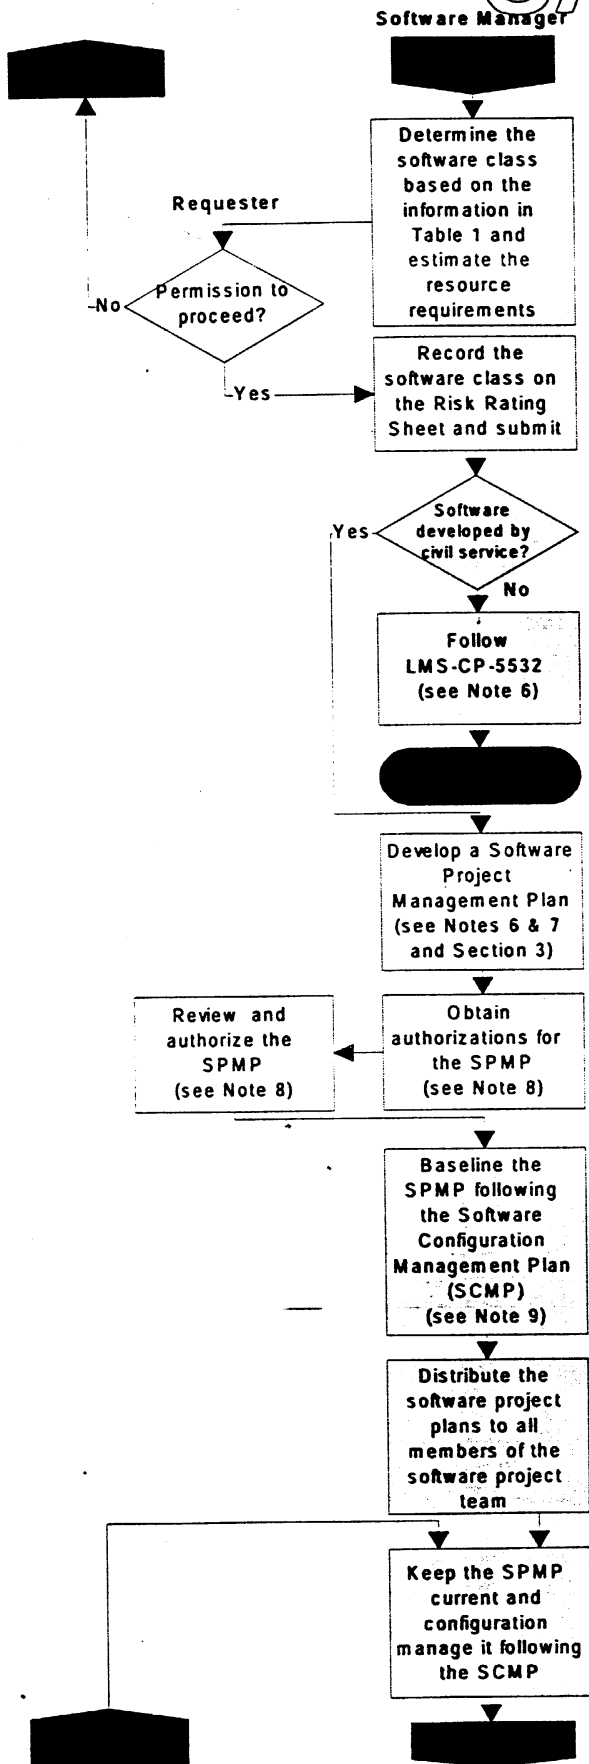 Software Manager
Determine the
software class
based on the
information in
Table 1 and
estimate the
resource
requirements
Requester
Permission to
proceed?
No
Yes
Record the
software class on
the Risk Rating
Sheet and submit
Software
developed by
civil service?
Yes
No
Follow
LMS-CP-5532
(see Note 6)
Develop a Software
Project
Management Plan
(see Notes 6 & 7
and Section 3)
Obtain
authorizations for
the SPMP
(see Note 8)
Review and
authorize the
SPMP
(see Note 8)
Baseline the
SPMP following
the Software
Configuration
Management Plan
(SCMP)
(see Note 9)
Distribute the
software project
plans to all
members of the
software project
team
Keep the SPMP
current and
configuration
manage it following
the SCMP